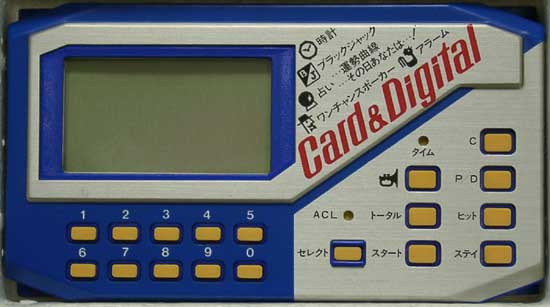 時計
ブラックジャック
BJ
…運勢曲線
占い…その日あなたは…!
ワンチャンスポーカー
アラーム
Card & Digital
タイム
C
P D
ACL
トータル
ヒット
セレクト
スタート
ステイ
1 2 3 4 5
6 7 8 9 0